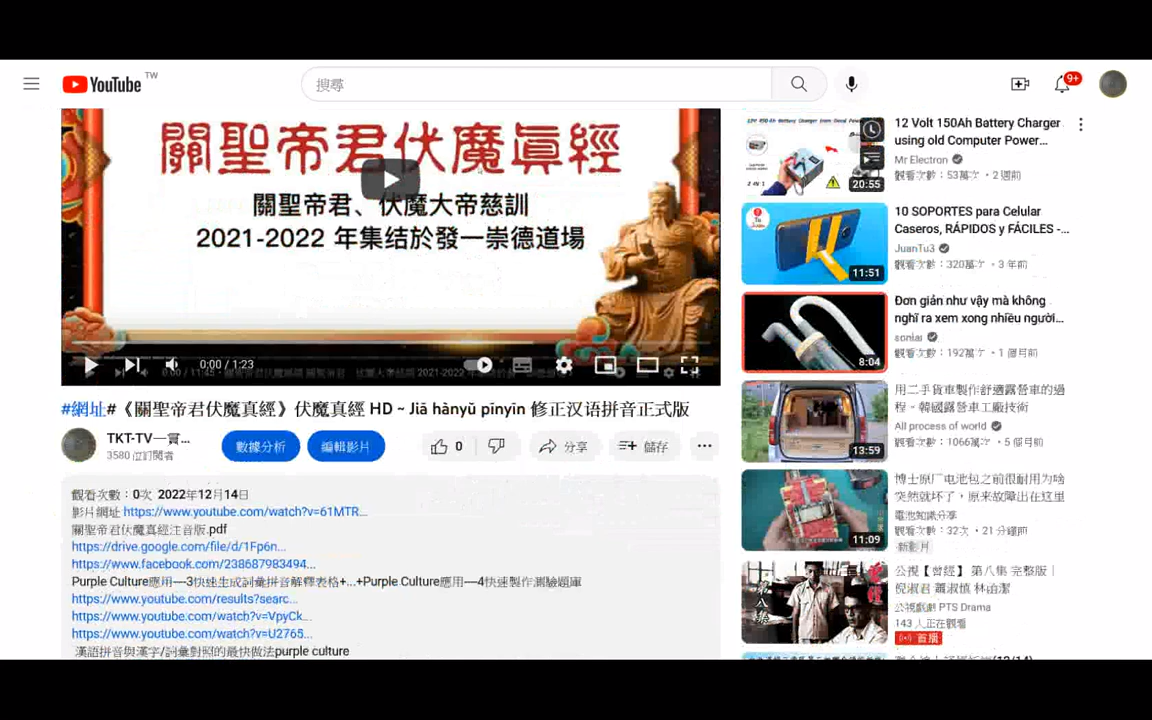 YouTube TW
搜尋
9+
關聖帝君伏魔真經
關聖帝君、伏魔大帝慈訓
2021-2022 年集结於發一崇德道場
0:00 / 1:23
#網址#《關聖帝君伏魔真經》伏魔真經 HD ~ Jiā hànyǔ pīnyīn 修正汉语拼音正式版
TKT-TV一貫...
3580 位訂閱者
數據分析
編輯影片
0
分享
儲存
觀看次數：0次 2022年12月14日
影片網址 https://www.youtube.com/watch?v=61MTR...
關聖帝君伏魔真經注音版.pdf
https://drive.google.com/file/d/1Fp6n...
https://www.facebook.com/238687983494...
Purple Culture應用—3快速生成詞彙拼音解釋表格+...+Purple Culture應用—4快速製作測驗題庫
https://www.youtube.com/results?searc...
https://www.youtube.com/watch?v=VpyCk...
https://www.youtube.com/watch?v=U2765...
漢語拼音與漢字/詞彙對照的最快做法purple culture
20:55
12 Volt 150Ah Battery Charger
using old Computer Power...
Mr Electron
觀看次數：53萬次 · 2 週前
11:51
10 SOPORTES para Celular
Caseros, RÁPIDOS y FÁCILES -...
JuanTu3
觀看次數：320萬次 · 3 年前
8:04
Đơn giản như vậy mà không
nghĩ ra xem xong nhiều người...
觀看次數：192萬次 · 1 個月前
13:59
用二手貨車製作舒適露營車的過
程。韓國露營車工廠技術
All process of world
觀看次數：1066萬次 · 5 個月前
11:09
博士原厂电池包之前很耐用为啥
突然就坏了，原来故障出在这里
電池知識分享
觀看次數：32次 · 21 分鐘前
新影片
第八集
公視【曾經】 第八集 完整版｜
公視戲劇 PTS Drama
143 人正在觀看
首播